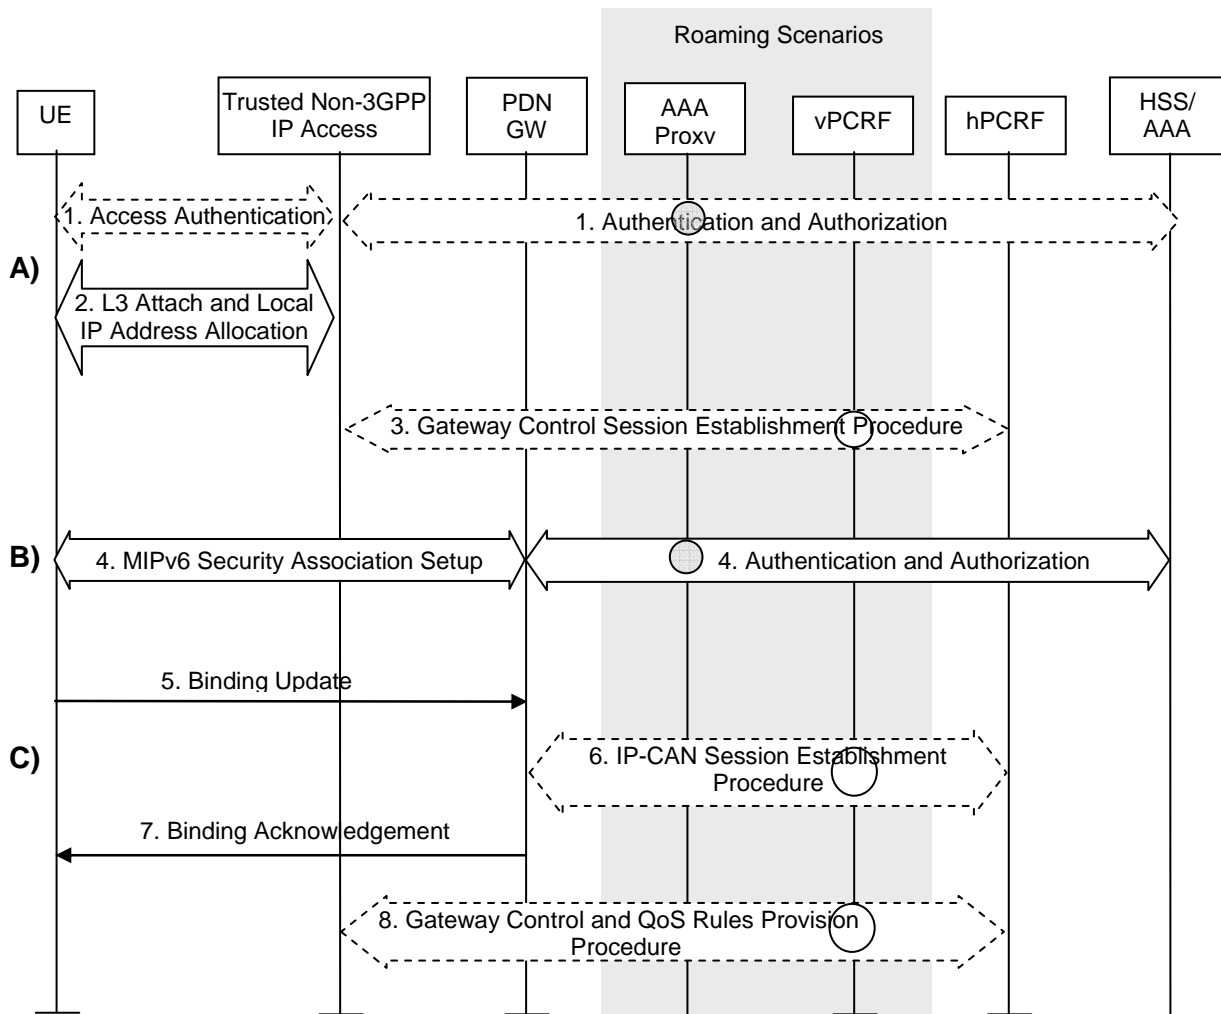 Roaming Scenarios
UE
Trusted Non-3GPP
IP Access
PDN
GW
AAA
Proxy
vPCRF
hPCRF
HSS/
AAA
1. Access Authentication
1. Authentication and Authorization
A)
2. L3 Attach and Local
IP Address Allocation
3. Gateway Control Session Establishment Procedure
B)
4. MIPv6 Security Association Setup
4. Authentication and Authorization
5. Binding Update
C)
6. IP-CAN Session Establishment
Procedure
7. Binding Acknowledgement
8. Gateway Control and QoS Rules Provision
Procedure